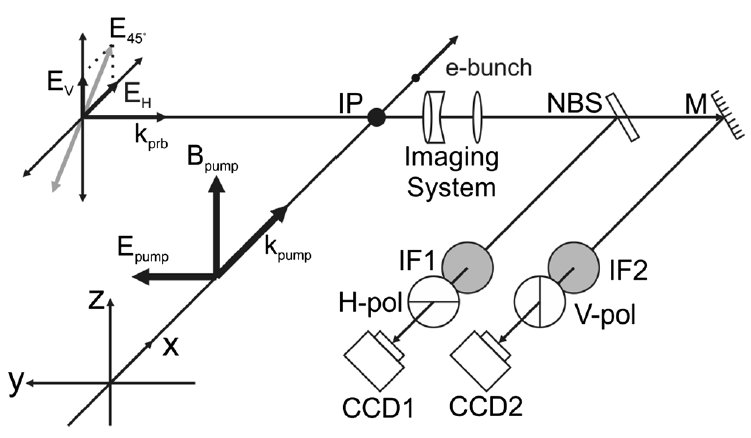 E45°
EV
EH
kprb
IP
e-bunch
NBS
M
Imaging
System
Bpump
Epump
kpump
IF1
IF2
H-pol
V-pol
z
x
y
CCD1
CCD2